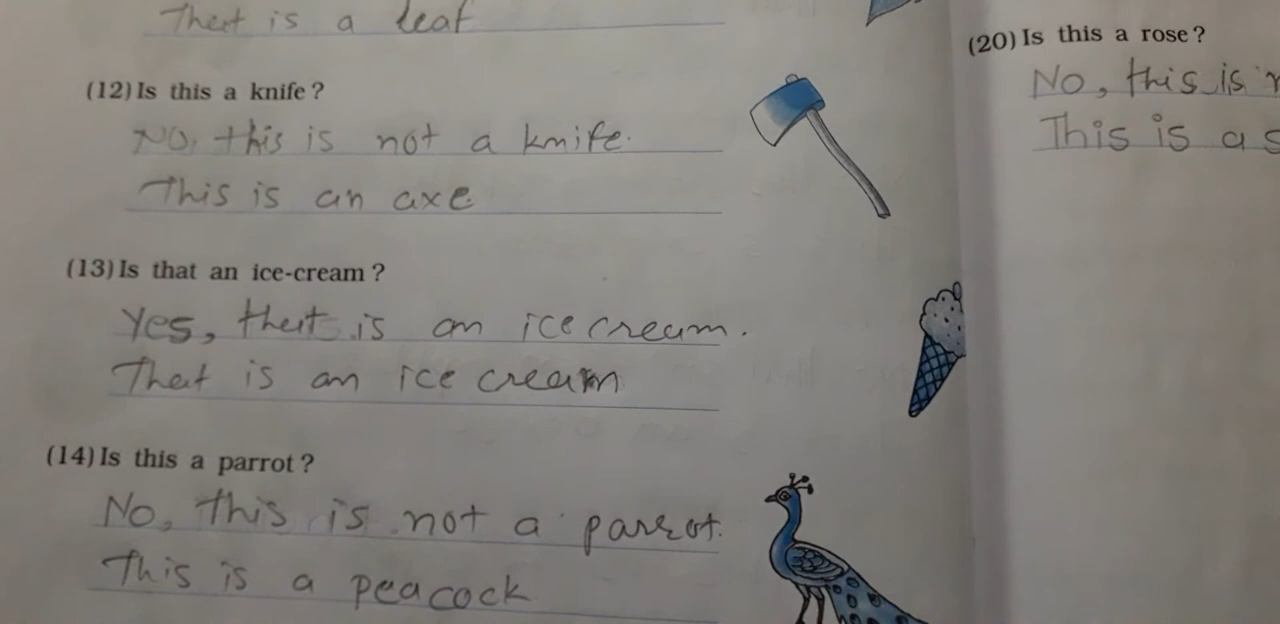 That is a leaf
(12) Is this a knife?
No, this is not a knife.
This is an axe
(13) Is that an ice-cream?
Yes, that is an ice cream.
That is an ice cream
(14) Is this a parrot?
No, this is not a parrot.
This is a peacock
(20) Is this a rose?
No, this is
This is a